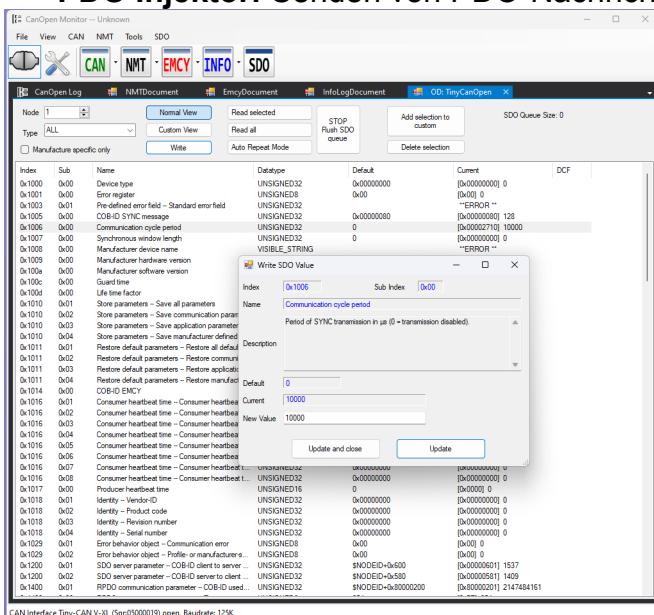 PDO Injektor: Senden von PDO-Nachrich
CanOpen Monitor -- Unknown
File View CAN NMT Tools SDO
CAN NMT EMCY INFO SDO
CanOpen Log NMTDocument EmcyDocument InfoLogDocument OD: TinyCanOpen
Node 1 Normal View Read selected STOP Flush SDO queue Add selection to custom SDO Queue Size: 0
Type ALL Custom View Read all
Manufacture specific only Write Auto Repeat Mode Delete selection
Index Sub Name Datatype Default Current DCF
0x1000 0x00 Device type UNSIGNED32 0x00000000 [0x00000000] 0
0x1001 0x00 Error register UNSIGNED8 0x00 [0x00] 0
0x1003 0x01 Pre-defined error field -- Standard error field UNSIGNED32 **ERROR **
0x1005 0x00 COB-ID SYNC message UNSIGNED32 0x00000080 [0x00000080] 128
0x1006 0x00 Communication cycle period UNSIGNED32 0 [0x00002710] 10000
0x1007 0x00 Synchronous window length UNSIGNED32 0 [0x00000000] 0
0x1008 0x00 Manufacturer device name VISIBLE_STRING **ERROR **
0x1009 0x00 Manufacturer hardware version
0x100a 0x00 Manufacturer software version
0x100c 0x00 Guard time
0x100d 0x00 Life time factor
0x1010 0x01 Store parameters -- Save all parameters
0x1010 0x02 Store parameters -- Save communication param
0x1010 0x03 Store parameters -- Save application parameter
0x1010 0x04 Store parameters -- Save manufacturer defined
0x1011 0x01 Restore default parameters -- Restore all defaul
0x1011 0x02 Restore default parameters -- Restore communi
0x1011 0x03 Restore default parameters -- Restore applicatio
0x1011 0x04 Restore default parameters -- Restore manufact
0x1014 0x00 COB-ID EMCY
0x1016 0x01 Consumer heartbeat time -- Consumer heartbea
0x1016 0x02 Consumer heartbeat time -- Consumer heartbea
0x1016 0x03 Consumer heartbeat time -- Consumer heartbea
0x1016 0x04 Consumer heartbeat time -- Consumer heartbea
0x1016 0x05 Consumer heartbeat time -- Consumer heartbea
0x1016 0x06 Consumer heartbeat time -- Consumer heartbea
0x1016 0x07 Consumer heartbeat time -- Consumer heartbeat t... UNSIGNED32 0x00000000 [0x00000000] 0
0x1016 0x08 Consumer heartbeat time -- Consumer heartbeat t... UNSIGNED32 0x00000000 [0x00000000] 0
0x1017 0x00 Producer heartbeat time UNSIGNED16 0 [0x0000] 0
0x1018 0x01 Identity -- Vendor-ID UNSIGNED32 0x00000000 [0x00000000] 0
0x1018 0x02 Identity -- Product code UNSIGNED32 0x00000000 [0x00000000] 0
0x1018 0x03 Identity -- Revision number UNSIGNED32 0x00000000 [0x00000000] 0
0x1018 0x04 Identity -- Serial number UNSIGNED32 0x00000000 [0x00000000] 0
0x1029 0x01 Error behavior object -- Communication error UNSIGNED8 0x00 [0x00] 0
0x1029 0x02 Error behavior object -- Profile- or manufacturer-s... UNSIGNED8 0x00 [0x00] 0
0x1200 0x01 SDO server parameter -- COB-ID client to server ... UNSIGNED32 $NODEID+0x600 [0x00000601] 1537
0x1200 0x02 SDO server parameter -- COB-ID server to client ... UNSIGNED32 $NODEID+0x580 [0x00000581] 1409
0x1400 0x01 RPDO communication parameter -- COB-ID used... UNSIGNED32 $NODEID+0x80000200 [0x80000201] 2147484161
Write SDO Value
Index 0x1006 Sub Index 0x00
Name Communication cycle period
Description Period of SYNC transmission in µs (0 = transmission disabled).
Default 0
Current 10000
New Value 10000
Update and close Update
CAN Interface Tiny-CAN V-XL (Snr:05000019) open, Baudrate: 125K